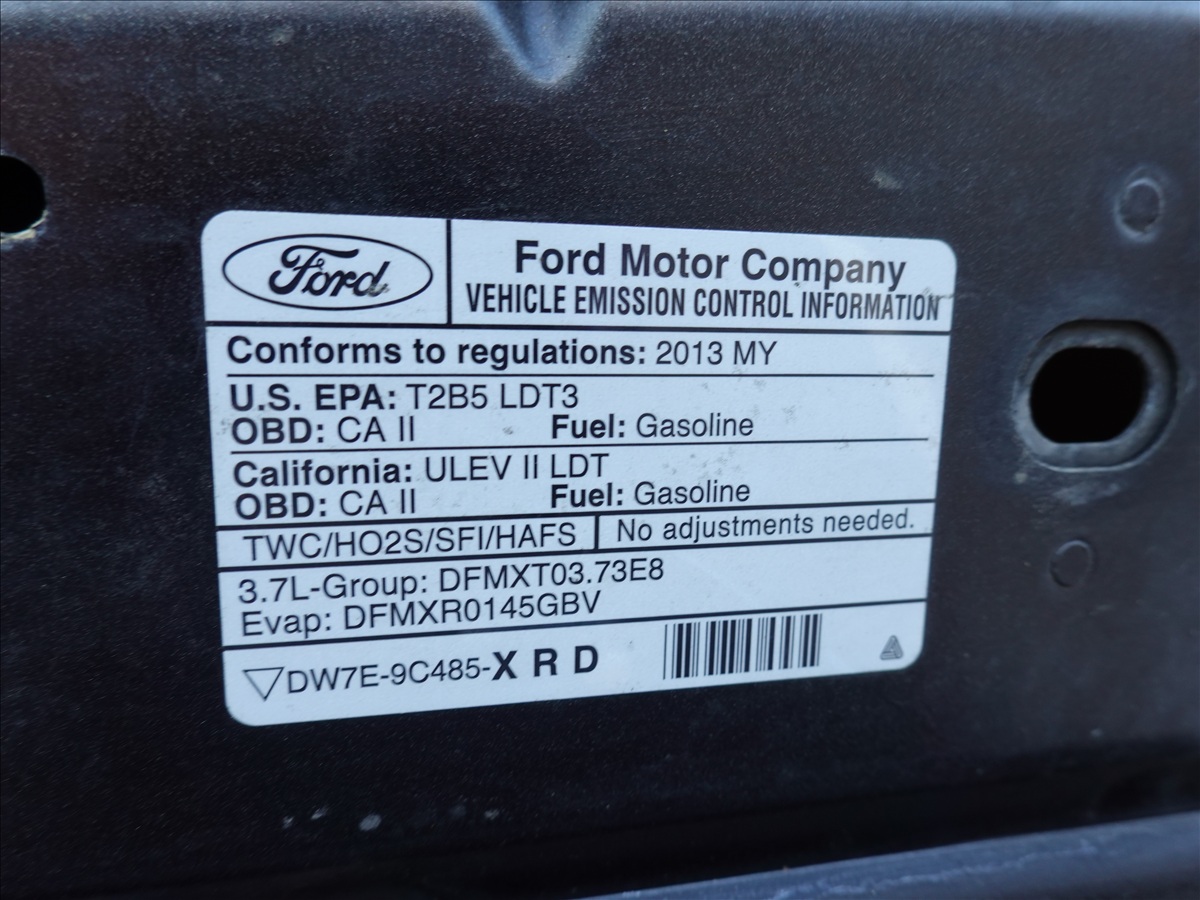 Ford
Ford Motor Company
VEHICLE EMISSION CONTROL INFORMATION
Conforms to regulations: 2013 MY
U.S. EPA: T2B5 LDT3
OBD: CA II Fuel: Gasoline
California: ULEV II LDT
OBD: CA II Fuel: Gasoline
TWC/HO2S/SFI/HAFS No adjustments needed.
3.7L-Group: DFMXT03.73E8
Evap: DFMXR0145GBV
▽DW7E-9C485-X R D